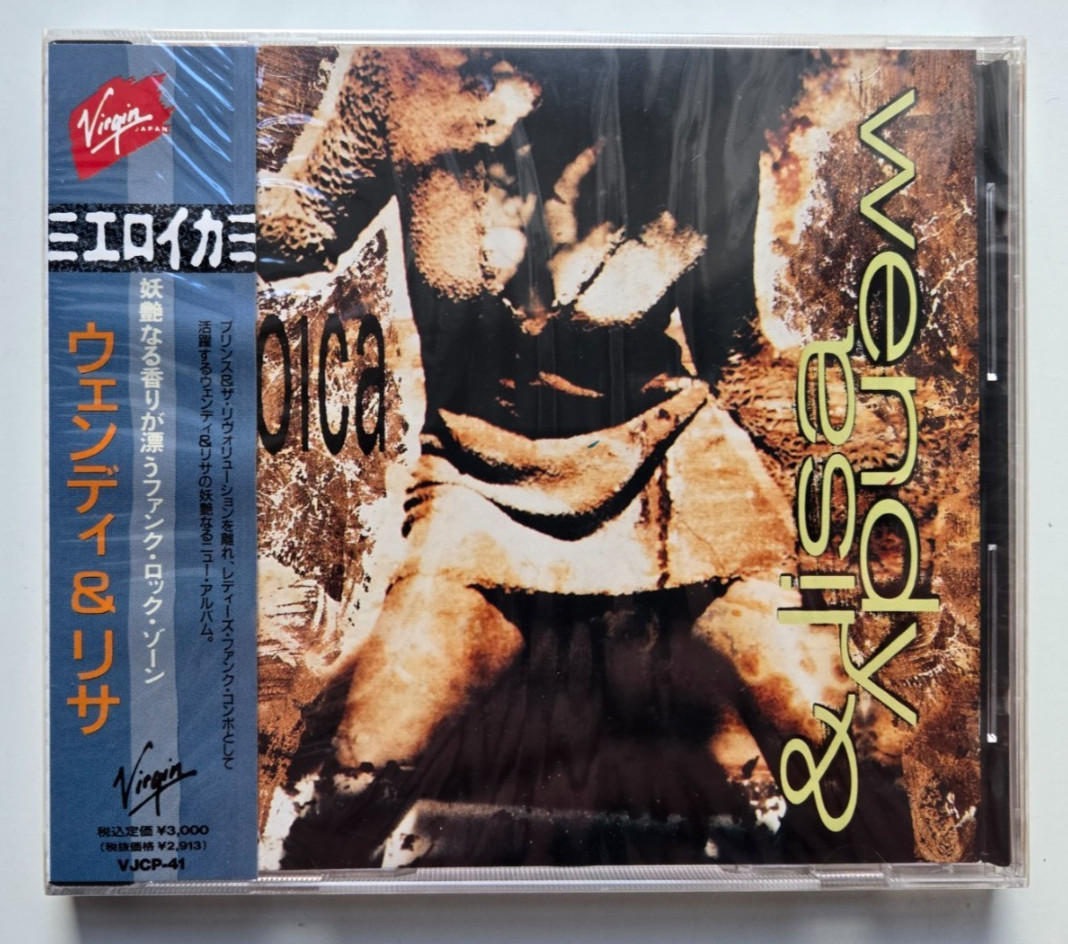 Virgin
JAPAN
ミエロイカミ
妖艶なる香りが漂うファンク・ロック・ゾーン
ウェンディ&リサ
プリンス&ザ・リヴォリューションを離れ、レディーズ・ファンク・コンボとして
活躍するウェンディ&リサの妖艶なるニュー・アルバム。
Virgin
税込定価 ¥3,000
(税抜価格 ¥2,913)
VJCP-41
oica
wendy
& lisa